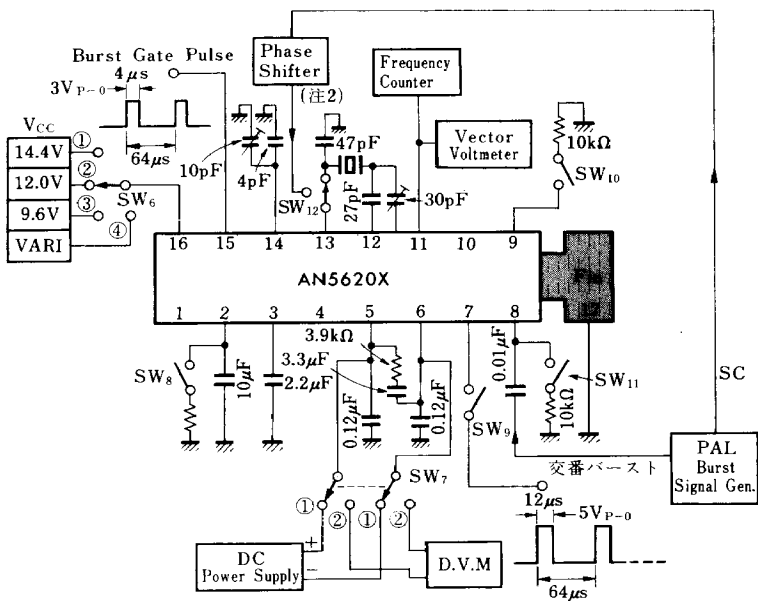 Burst Gate Pulse
4μs
3V P-0
64μs
Phase
Shifter
(注2)
Frequency
Counter
Vector
Voltmeter
10kΩ
SW10
SC
VCC
14.4V
12.0V
9.6V
VARI
①
②
③
④
SW6
10pF
4pF
47pF
SW12
27pF
30pF
16
15
14
13
12
11
10
9
AN5620X
Fin
17
1
2
3
4
5
6
7
8
SW8
10μF
2.2μF
3.9kΩ
3.3μF
0.12μF
0.12μF
0.01μF
SW11
10kΩ
SW9
交番バースト
PAL
Burst
Signal Gen.
SW7
①
②
①
②
+
−
DC
Power Supply
D.V.M
12μs
5V P-0
64μs